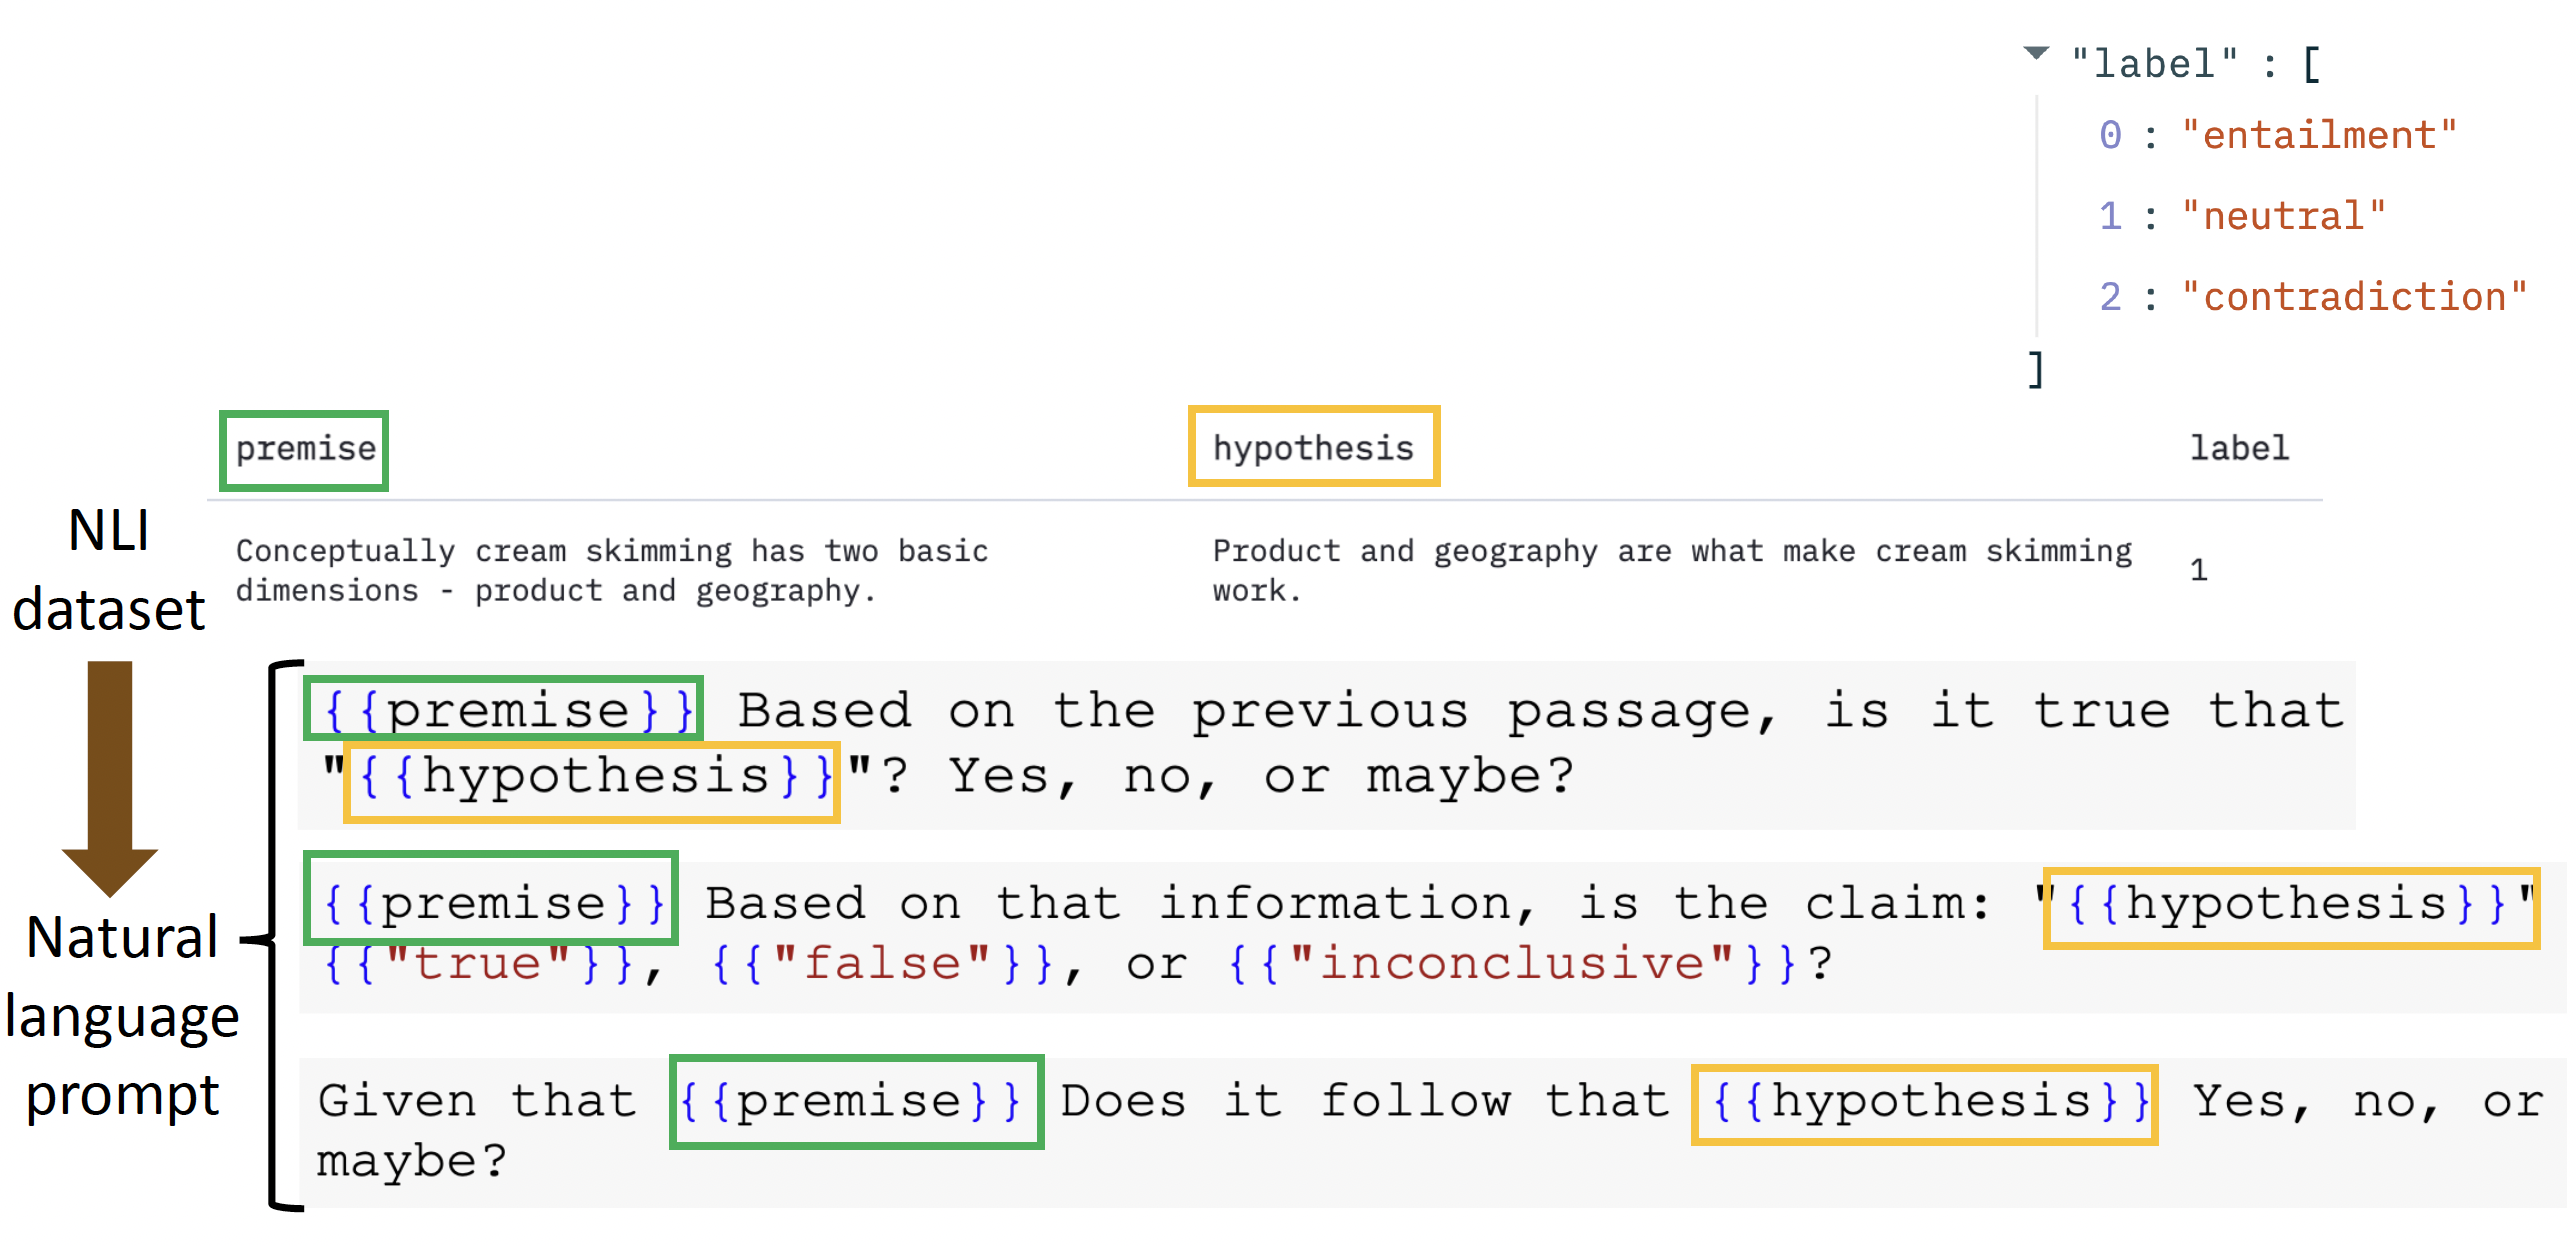 "label" : [
0 : "entailment"
1 : "neutral"
2 : "contradiction"
]
premise hypothesis label
NLI
dataset
Conceptually cream skimming has two basic
dimensions - product and geography.
Product and geography are what make cream skimming
work.
1
Natural
language
prompt
{{premise}} Based on the previous passage, is it true that
"{{hypothesis}}"? Yes, no, or maybe?
{{premise}} Based on that information, is the claim: "{{hypothesis}}"
{{"true"}}, {{"false"}}, or {{"inconclusive"}}?
Given that {{premise}} Does it follow that {{hypothesis}} Yes, no, or
maybe?